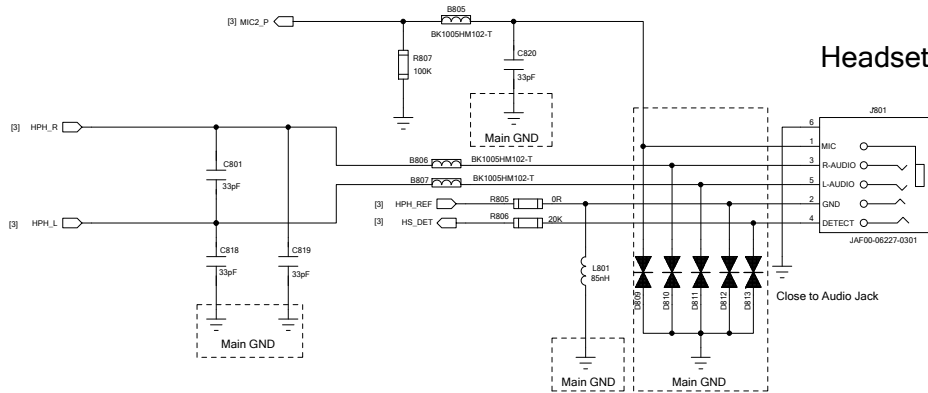 B805
[3] MIC2_P
BK1005HM102-T
R807
100K
C820
33pF
Headset
Main GND
J801
[3] HPH_R
6
1 MIC
B806 BK1005HM102-T
3 R-AUDIO
C801
33pF
B807 BK1005HM102-T
5 L-AUDIO
[3] HPH_REF R805 0R
2 GND
[3] HPH_L
[3] HS_DET R806 20K
4 DETECT
JAF00-06227-0301
C818
33pF
C819
33pF
L801
85nH
D809
D810
D811
D812
D813
Close to Audio Jack
Main GND
Main GND
Main GND